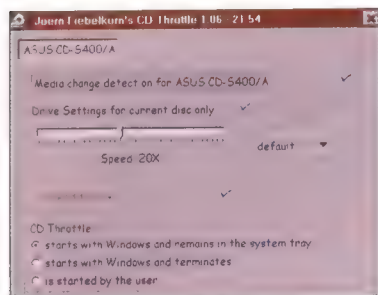 Joern Fiebelkorn's CD Throttle 1.06 - 21:54
ASUS CD-S400/A
Media change detect on for ASUS CD-S400/A
Drive Settings for current disc only
default
Speed 20X
CD Throttle
starts with Windows and remains in the system tray
starts with Windows and terminates
is started by the user